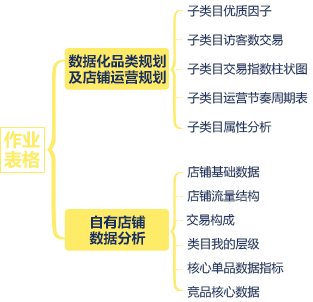 作业
表格
数据化品类规划
及店铺运营规划
子类目优质因子
子类目访客数交易
子类目交易指数柱状图
子类目运营节奏周期表
子类目属性分析
自有店铺
数据分析
店铺基础数据
店铺流量结构
交易构成
类目我的层级
核心单品数据指标
竞品核心数据